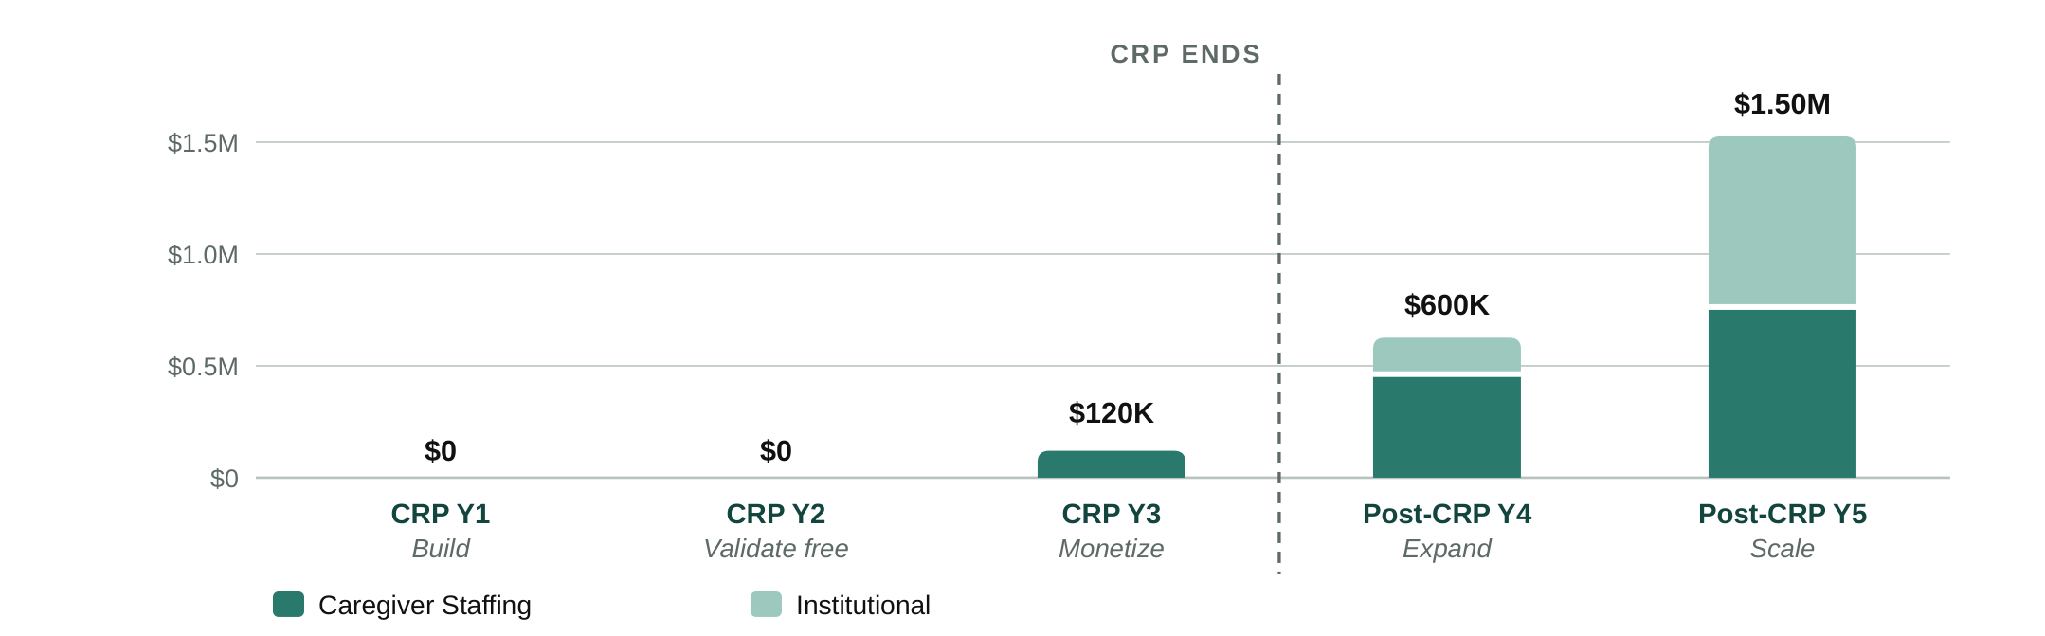 CRP ENDS
$1.50M
$1.5M
$1.0M
$600K
$0.5M
$120K
$0
$0
$0
CRP Y1
CRP Y2
CRP Y3
Post-CRP Y4
Post-CRP Y5
Build
Validate free
Monetize
Expand
Scale
Caregiver Staffing
Institutional